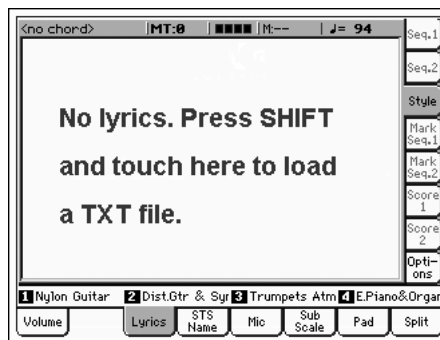 <no chord> MT:0 M:-- ♩= 94
Seq.1
Seq.2
Style
Mark
Seq.1
Mark
Seq.2
Score
1
Score
2
Opti-
ons
No lyrics. Press SHIFT
and touch here to load
a TXT file.
1 Nylon Guitar 2 Dist.Gtr & Syr 3 Trumpets Atm 4 E.Piano&Organ
Volume Lyrics STS Name Mic Sub Scale Pad Split